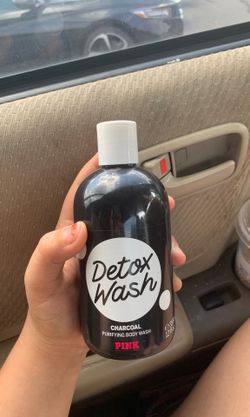 Detox
Wash
CHARCOAL
PURIFYING BODY WASH
PINK